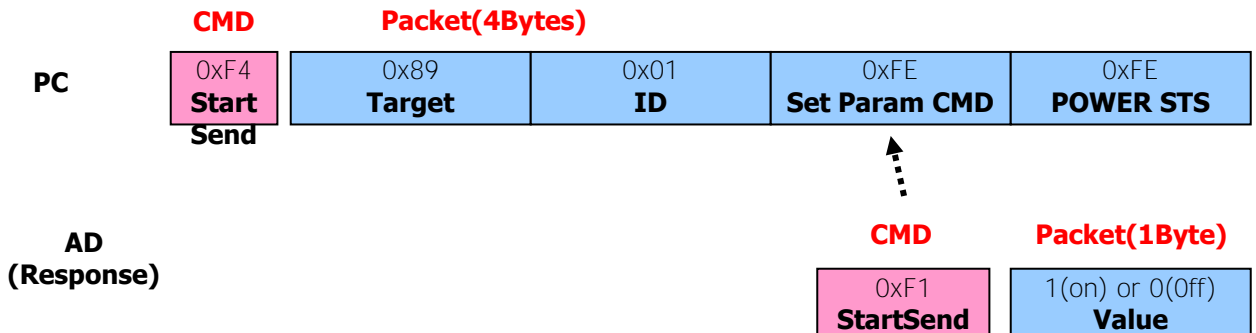 CMD Packet(4Bytes)
PC
0xF4 0x89 0x01 0xFE 0xFE
Start Target ID Set Param CMD POWER STS
Send
CMD Packet(1Byte)
AD
(Response)
0xF1 1(on) or 0(0ff)
StartSend Value